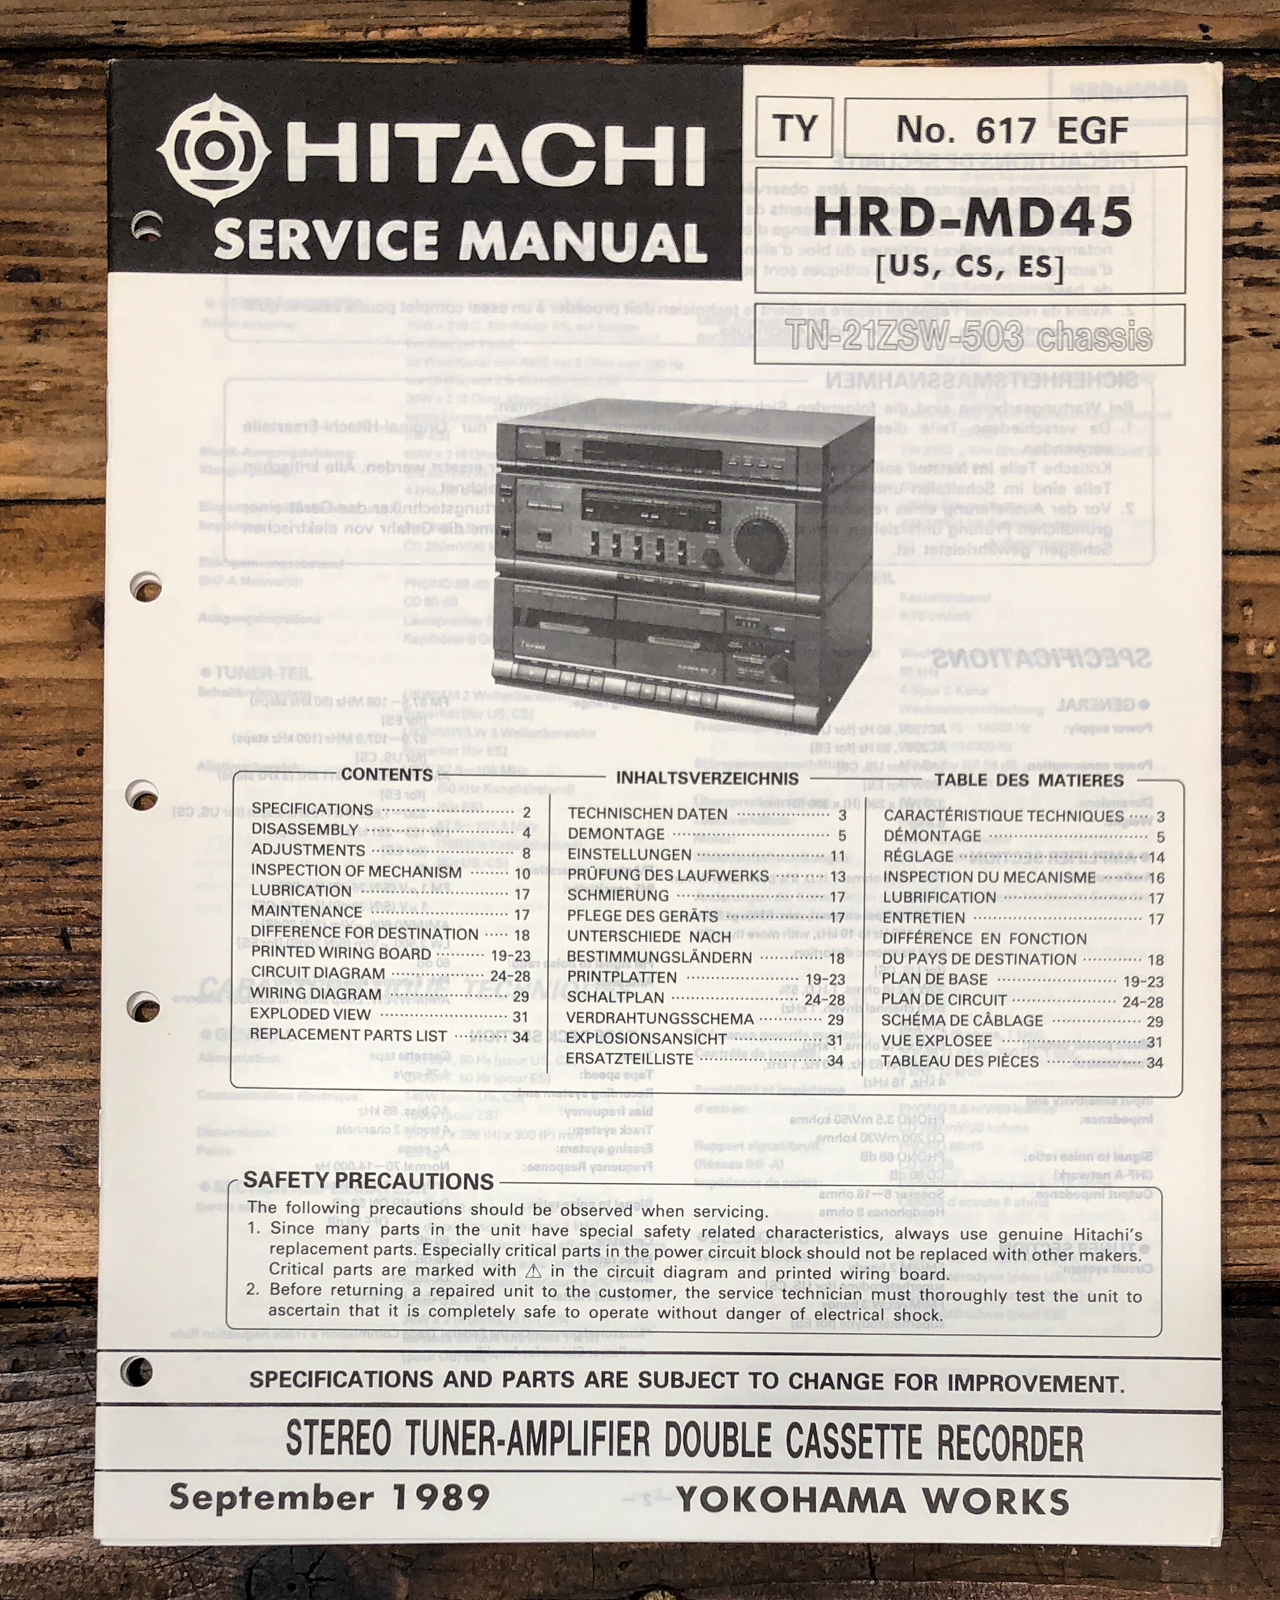 HITACHI
SERVICE MANUAL
TY
No. 617 EGF
HRD-MD45
[US, CS, ES]
TN-21ZSW-503 chassis
CONTENTS
SPECIFICATIONS 2
DISASSEMBLY 4
ADJUSTMENTS 8
INSPECTION OF MECHANISM 10
LUBRICATION 17
MAINTENANCE 17
DIFFERENCE FOR DESTINATION 18
PRINTED WIRING BOARD 19-23
CIRCUIT DIAGRAM 24-28
WIRING DIAGRAM 29
EXPLODED VIEW 31
REPLACEMENT PARTS LIST 34
INHALTSVERZEICHNIS
TECHNISCHEN DATEN 3
DEMONTAGE 5
EINSTELLUNGEN 11
PRÜFUNG DES LAUFWERKS 13
SCHMIERUNG 17
PFLEGE DES GERÄTS 17
UNTERSCHIEDE NACH
BESTIMMUNGSLÄNDERN 18
PRINTPLATTEN 19-23
SCHALTPLAN 24-28
VERDRAHTUNGSSCHEMA 29
EXPLOSIONSANSICHT 31
ERSATZTEILLISTE 34
TABLE DES MATIERES
CARACTÉRISTIQUE TECHNIQUES 3
DÉMONTAGE 5
RÉGLAGE 14
INSPECTION DU MECANISME 16
LUBRIFICATION 17
ENTRETIEN 17
DIFFÉRENCE EN FONCTION
DU PAYS DE DESTINATION 18
PLAN DE BASE 19-23
PLAN DE CIRCUIT 24-28
SCHÉMA DE CÂBLAGE 29
VUE EXPLOSEE 31
TABLEAU DES PIÈCES 34
SAFETY PRECAUTIONS
The following precautions should be observed when servicing.
1. Since many parts in the unit have special safety related characteristics, always use genuine Hitachi's
replacement parts. Especially critical parts in the power circuit block should not be replaced with other makers.
Critical parts are marked with ⚠ in the circuit diagram and printed wiring board.
2. Before returning a repaired unit to the customer, the service technician must thoroughly test the unit to
ascertain that it is completely safe to operate without danger of electrical shock.
SPECIFICATIONS AND PARTS ARE SUBJECT TO CHANGE FOR IMPROVEMENT.
STEREO TUNER-AMPLIFIER DOUBLE CASSETTE RECORDER
September 1989
YOKOHAMA WORKS